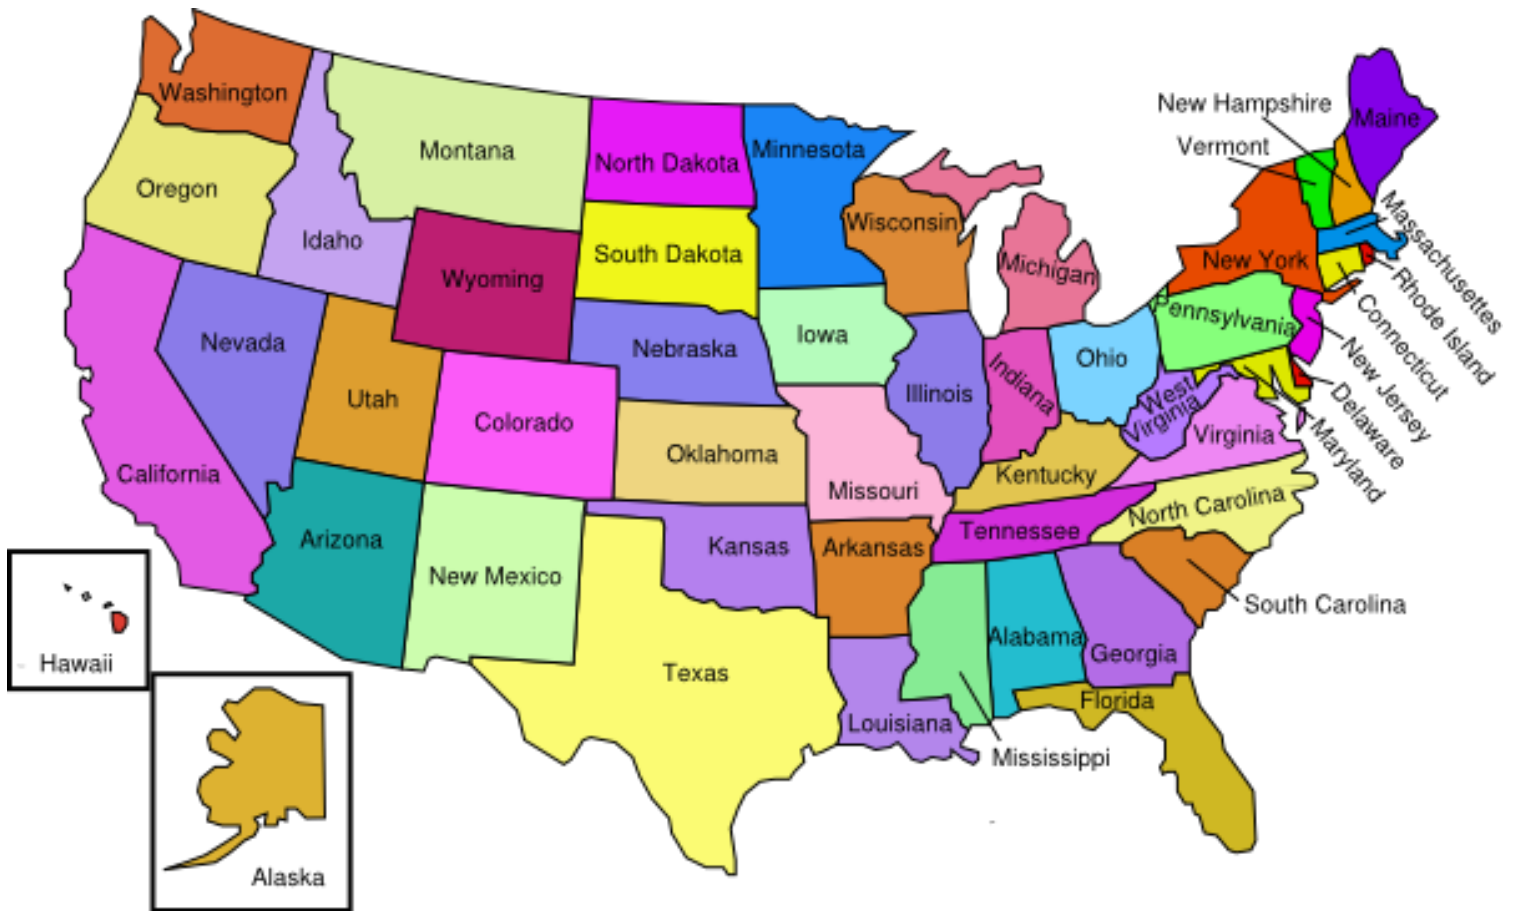 New Hampshire
Washington
Maine
Vermont
Montana
Minnesota
North Dakota
Oregon
Massachusetts
Wisconsin
Idaho
South Dakota
New York
Michigan
Wyoming
Rhode Island
Connecticut
Pennsylvania
Nevada
Iowa
Nebraska
Ohio
New Jersey
Indiana
Illinois
West
Virginia
Delaware
Utah
Colorado
Maryland
Virginia
Oklahoma
California
Kentucky
Missouri
North Carolina
Tennessee
Arizona
Kansas
Arkansas
New Mexico
South Carolina
Alabama
Georgia
Hawaii
Texas
Florida
Louisiana
Mississippi
Alaska